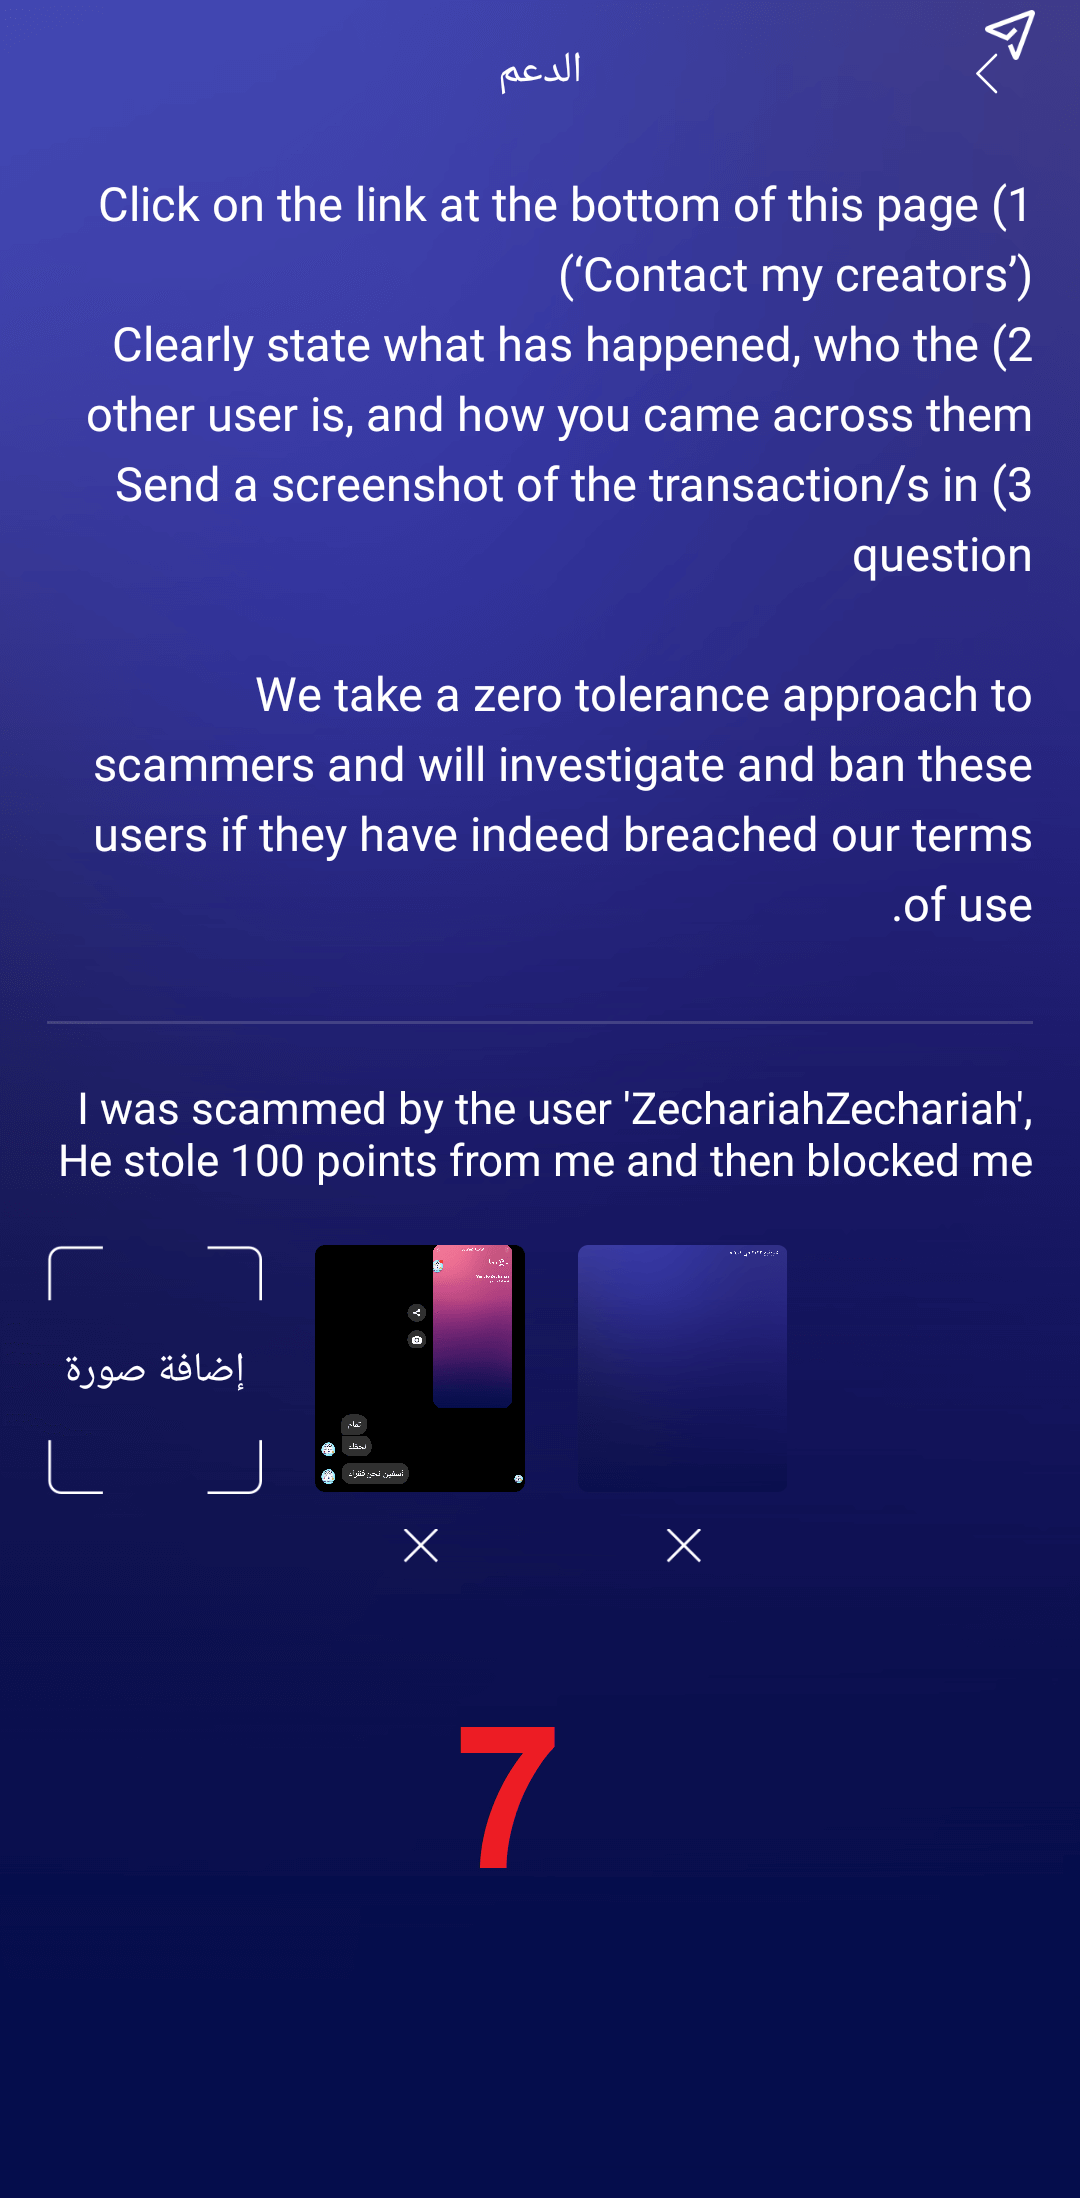 الدعم
Click on the link at the bottom of this page (1
(‘Contact my creators’)
Clearly state what has happened, who the (2
other user is, and how you came across them
Send a screenshot of the transaction/s in (3
question
We take a zero tolerance approach to
scammers and will investigate and ban these
users if they have indeed breached our terms
.of use
I was scammed by the user 'ZechariahZechariah',
He stole 100 points from me and then blocked me
إضافة صورة
تمام
7